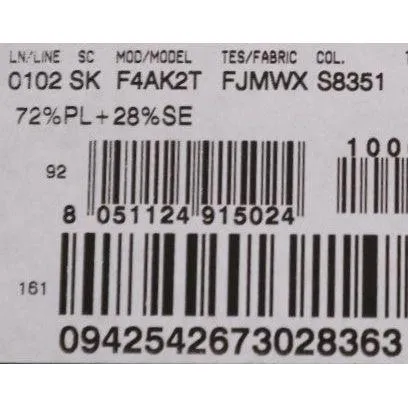 LN/LINE SC MOD/MODEL TES/FABRIC COL.
0102 SK F4AK2T FJMWX S8351
72%PL+28%SE
100
92
8 051124 915024
161
0942542673028363